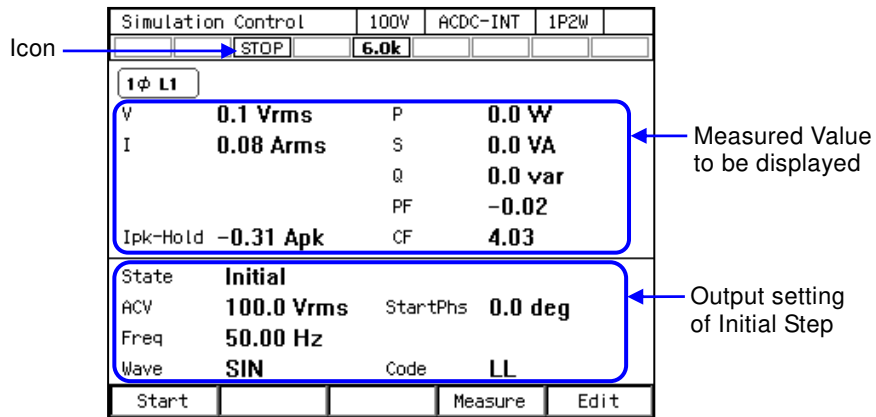 Simulation Control 100V ACDC-INT 1P2W
Icon STOP 6.0k
1ϕ L1
V 0.1 Vrms P 0.0 W
I 0.08 Arms S 0.0 VA
Q 0.0 var
PF -0.02
Ipk-Hold -0.31 Apk CF 4.03
Measured Value
to be displayed
State Initial
ACV 100.0 Vrms StartPhs 0.0 deg
Freq 50.00 Hz
Wave SIN Code LL
Output setting
of Initial Step
Start Measure Edit